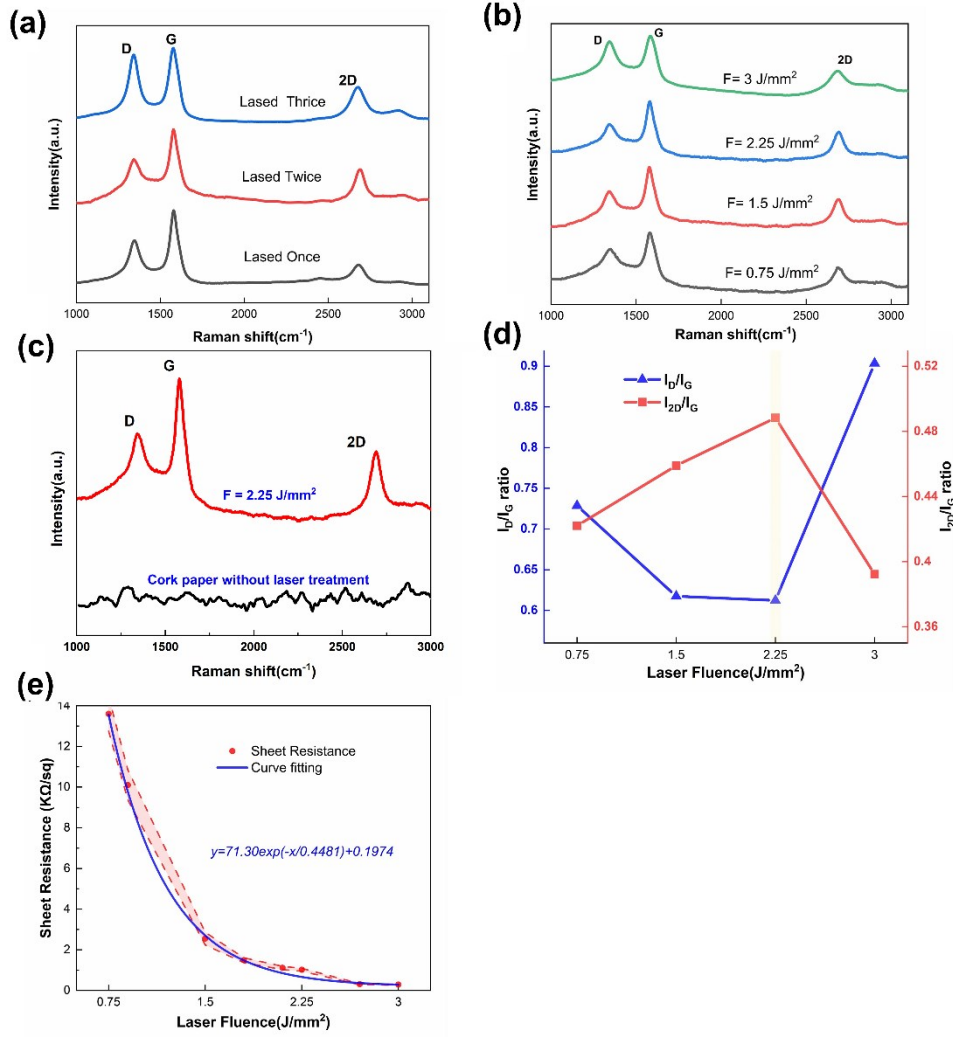 (a)
D
G
2D
Lased Thrice
Lased Twice
Lased Once
Intensity(a.u.)
1000 1500 2000 2500 3000
Raman shift(cm⁻¹)
(b)
D
G
2D
F= 3 J/mm²
F= 2.25 J/mm²
F= 1.5 J/mm²
F= 0.75 J/mm²
Intensity(a.u.)
1000 1500 2000 2500 3000
Raman shift(cm⁻¹)
(c)
G
D
2D
F = 2.25 J/mm²
Cork paper without laser treatment
Intensity(a.u.)
1000 1500 2000 2500 3000
Raman shift(cm⁻¹)
(d)
I_D/I_G
I_2D/I_G
0.9
0.85
0.8
0.75
0.7
0.65
0.6
I_D/I_G ratio
0.52
0.48
0.44
0.4
0.36
I_2D/I_G ratio
0.75 1.5 2.25 3
Laser Fluence(J/mm²)
(e)
14
12
10
8
6
4
2
0
Sheet Resistance (KΩ/sq)
Sheet Resistance
Curve fitting
y=71.30exp(-x/0.4481)+0.1974
0.75 1.5 2.25 3
Laser Fluence(J/mm²)